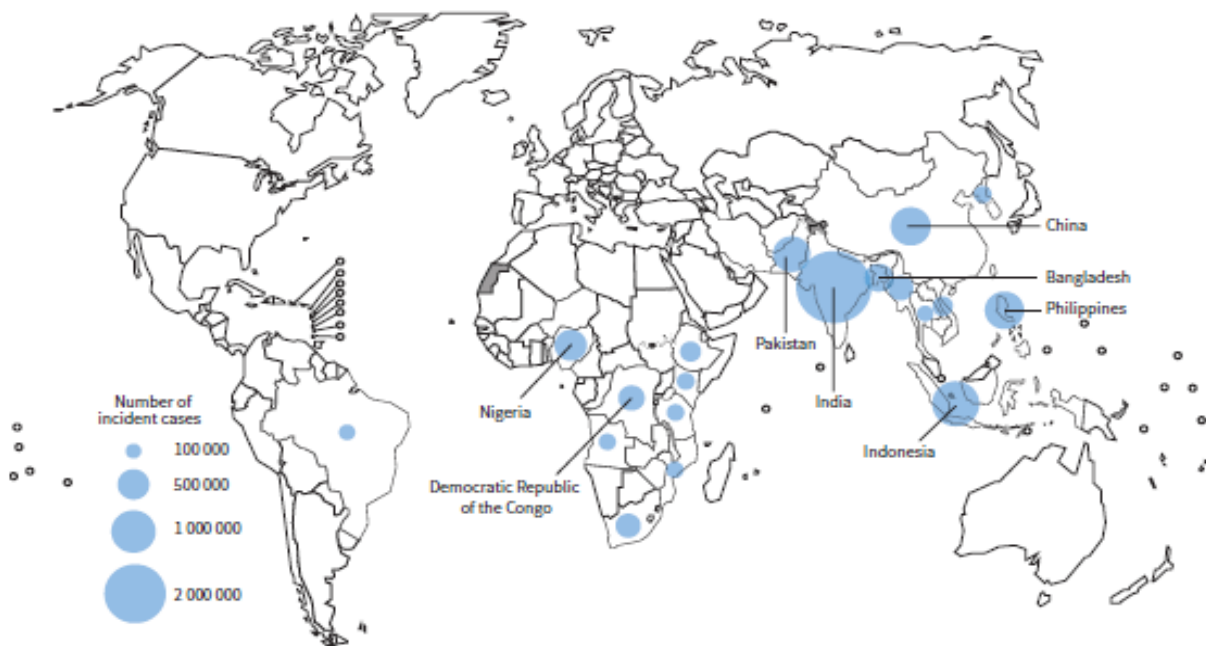 China
Bangladesh
Philippines
Pakistan
India
Indonesia
Nigeria
Democratic Republic
of the Congo
Number of
incident cases
100 000
500 000
1 000 000
2 000 000